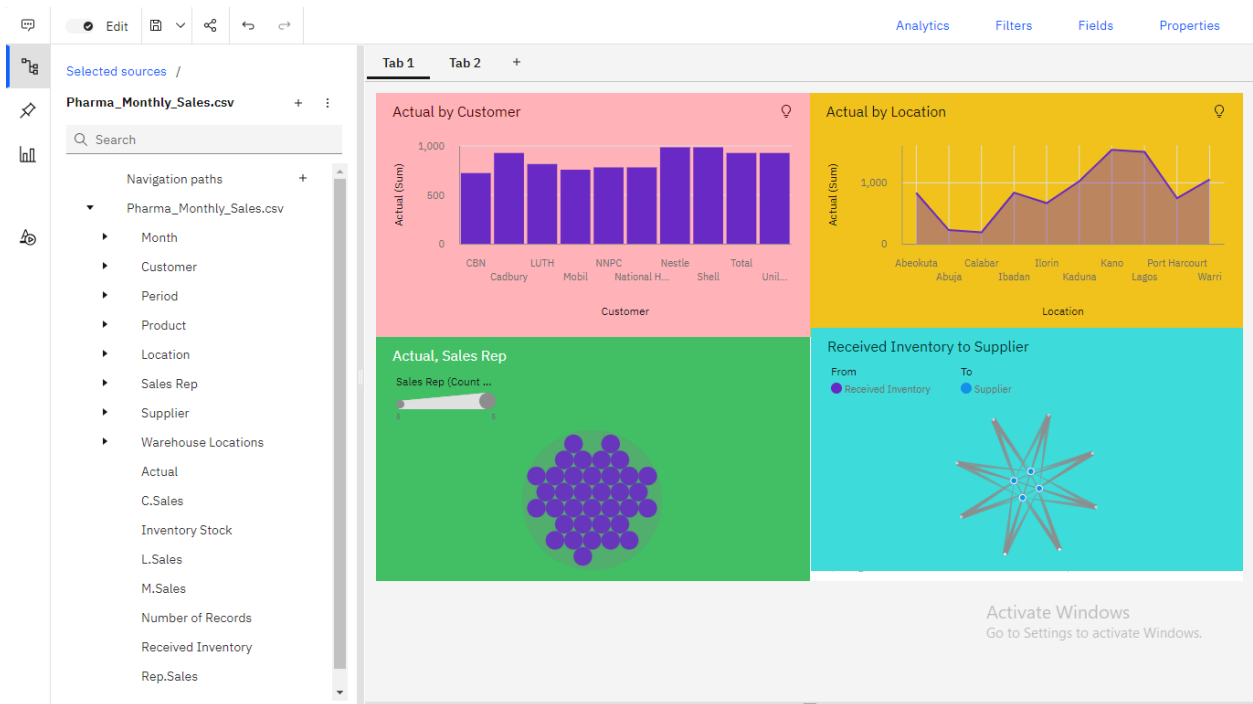 Edit
Analytics Filters Fields Properties
Selected sources /
Pharma_Monthly_Sales.csv
Search
Navigation paths
Pharma_Monthly_Sales.csv
Month
Customer
Period
Product
Location
Sales Rep
Supplier
Warehouse Locations
Actual
C.Sales
Inventory Stock
L.Sales
M.Sales
Number of Records
Received Inventory
Rep.Sales
Tab 1 Tab 2 +
Actual by Customer
Actual (Sum)
1,000
500
0
CBN LUTH NNPC Nestle Total
Cadbury Mobil National H... Shell Unil...
Customer
Actual by Location
Actual (Sum)
1,000
0
Abeokuta Calabar Ilorin Kano Port Harcourt
Abuja Ibadan Kaduna Lagos Warri
Location
Actual, Sales Rep
Sales Rep (Count ...
Received Inventory to Supplier
From To
Received Inventory Supplier
Activate Windows
Go to Settings to activate Windows.